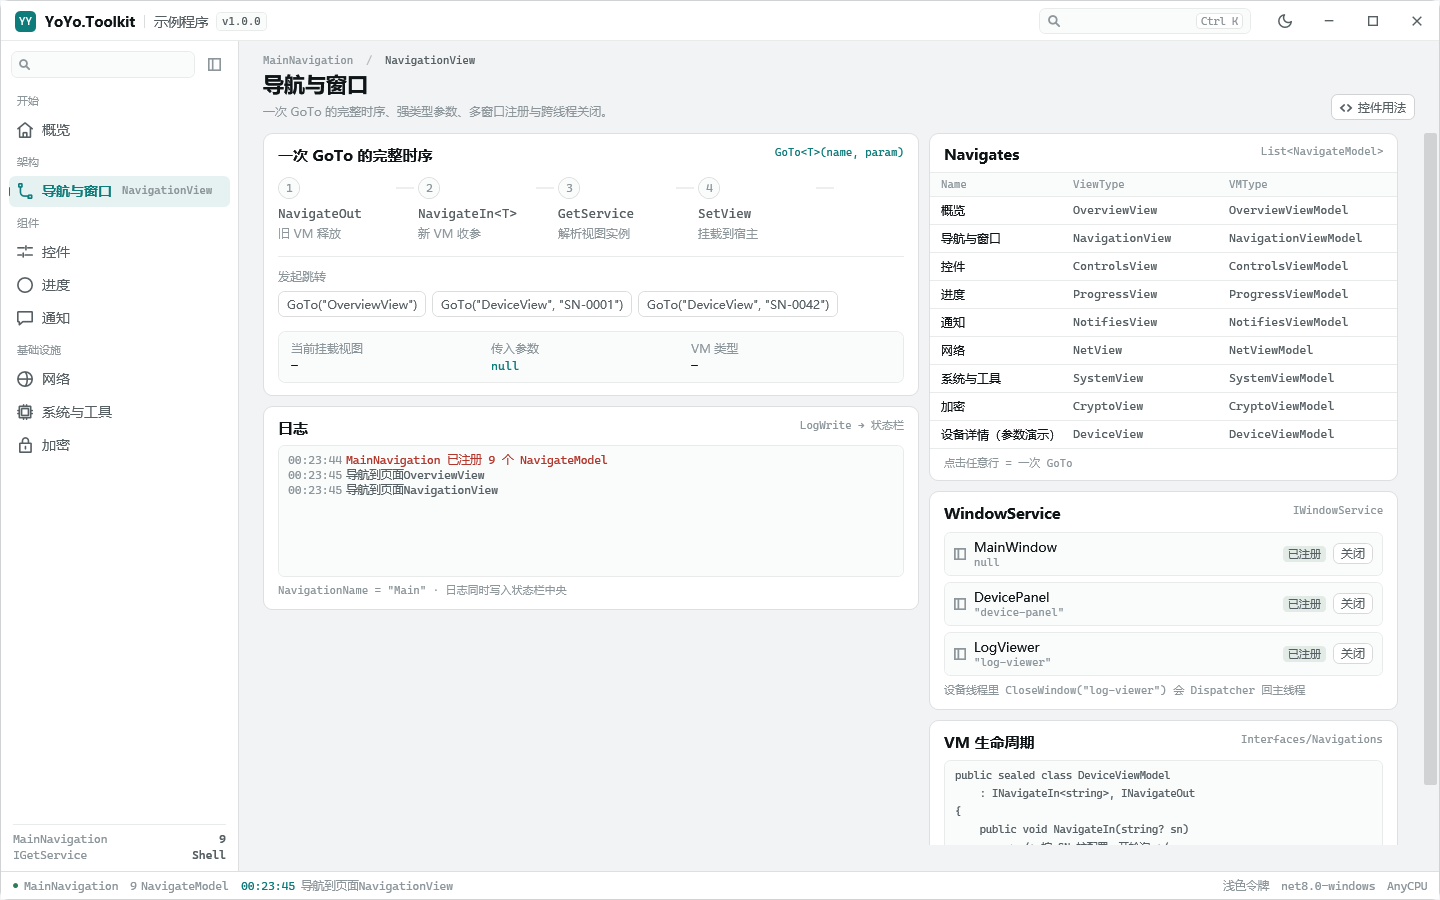 YY YoYo.Toolkit 示例程序 v1.0.0 Ctrl K
开始
概览
架构
导航与窗口 NavigationView
组件
控件
进度
通知
基础设施
网络
系统与工具
加密
MainNavigation 9
IGetService Shell
MainNavigation / NavigationView
导航与窗口
一次 GoTo 的完整时序、强类型参数、多窗口注册与跨线程关闭。
控件用法
一次 GoTo 的完整时序 GoTo<T>(name, param)
1 2 3 4
NavigateOut NavigateIn<T> GetService SetView
旧 VM 释放 新 VM 收参 解析视图实例 挂载到宿主
发起跳转
GoTo("OverviewView") GoTo("DeviceView", "SN-0001") GoTo("DeviceView", "SN-0042")
当前挂载视图 传入参数 VM 类型
— null —
日志 LogWrite → 状态栏
00:23:44 MainNavigation 已注册 9 个 NavigateModel
00:23:45 导航到页面OverviewView
00:23:45 导航到页面NavigationView
NavigationName = "Main" · 日志同时写入状态栏中央
Navigates List<NavigateModel>
Name ViewType VMType
概览 OverviewView OverviewViewModel
导航与窗口 NavigationView NavigationViewModel
控件 ControlsView ControlsViewModel
进度 ProgressView ProgressViewModel
通知 NotifiesView NotifiesViewModel
网络 NetView NetViewModel
系统与工具 SystemView SystemViewModel
加密 CryptoView CryptoViewModel
设备详情（参数演示） DeviceView DeviceViewModel
点击任意行 = 一次 GoTo
WindowService IWindowService
MainWindow 已注册 关闭
null
DevicePanel 已注册 关闭
"device-panel"
LogViewer 已注册 关闭
"log-viewer"
设备线程里 CloseWindow("log-viewer") 会 Dispatcher 回主线程
VM 生命周期 Interfaces/Navigations
public sealed class DeviceViewModel
: INavigateIn<string>, INavigateOut
{
public void NavigateIn(string? sn)
MainNavigation 9 NavigateModel 00:23:45 导航到页面NavigationView 浅色令牌 net8.0-windows AnyCPU